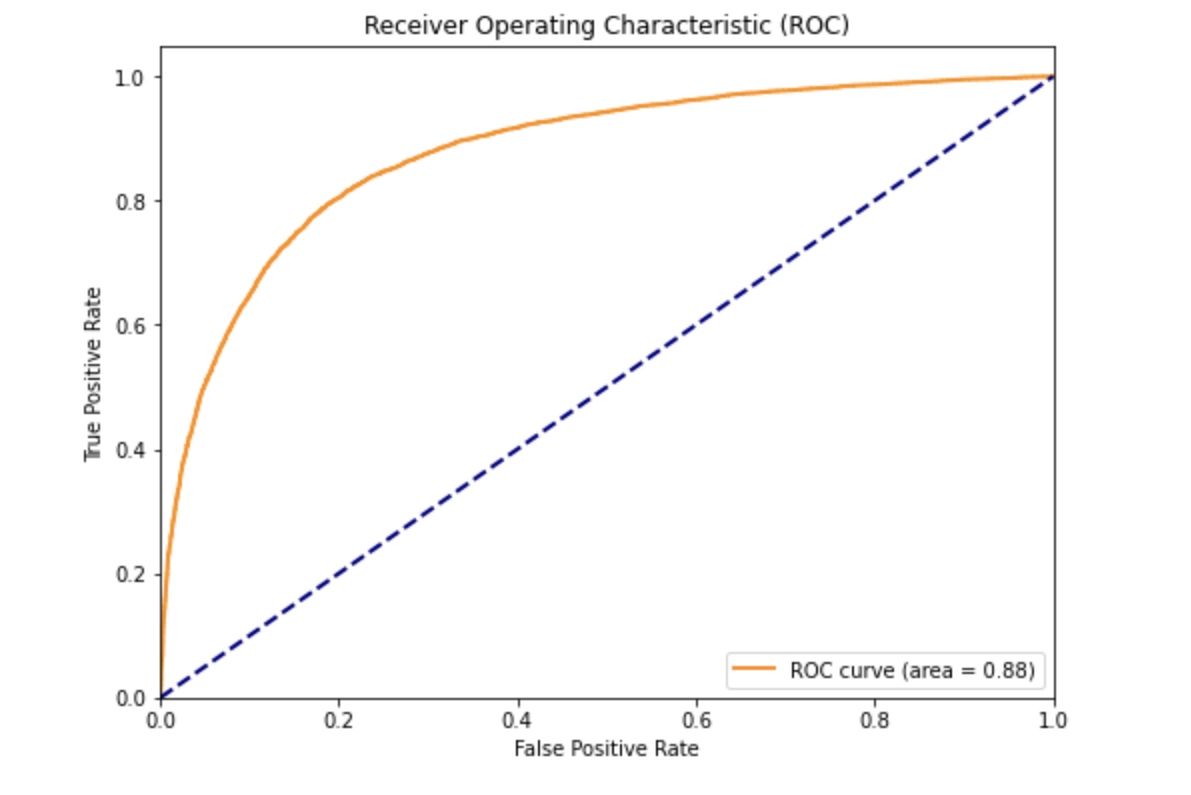 Receiver Operating Characteristic (ROC)
True Positive Rate
1.0
0.8
0.6
0.4
0.2
0.0
ROC curve (area = 0.88)
0.0 0.2 0.4 0.6 0.8 1.0
False Positive Rate